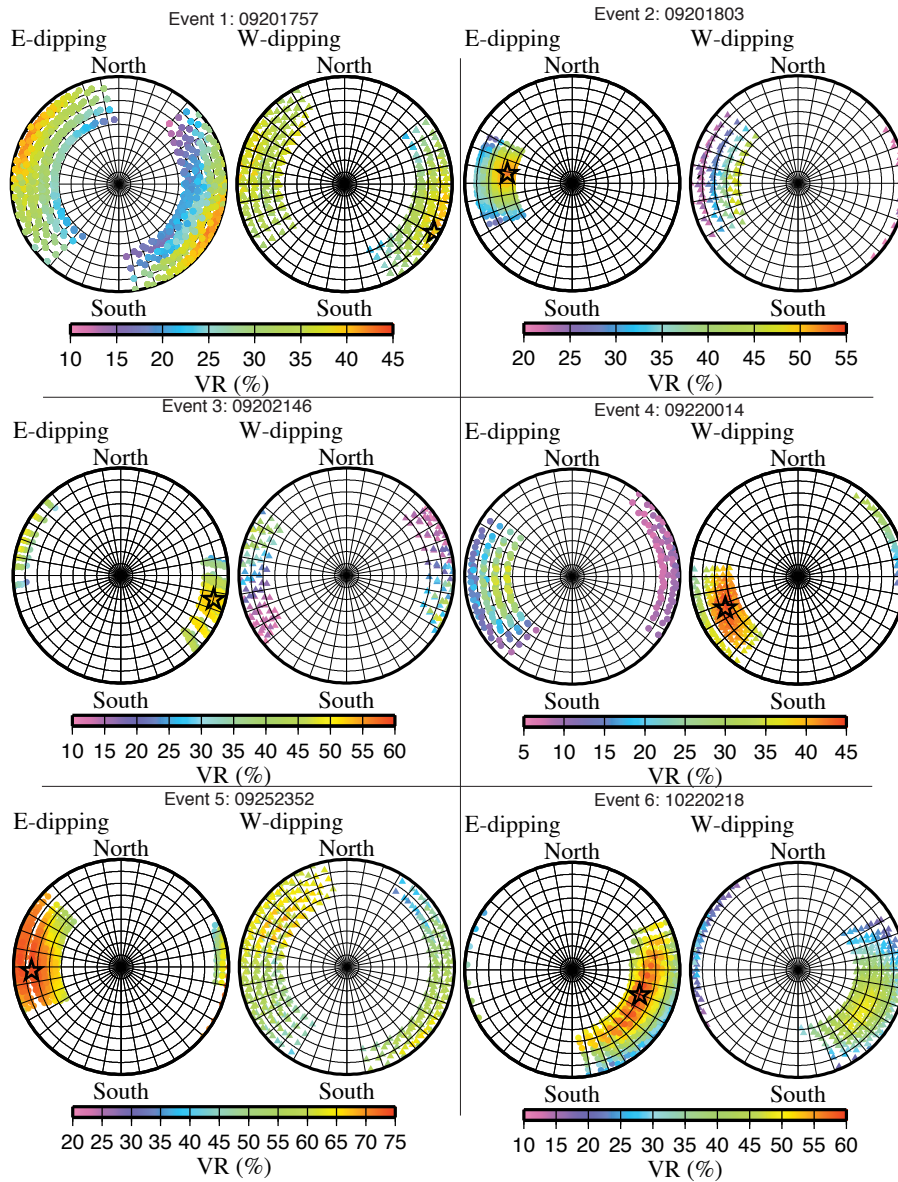 Event 1: 09201757
E-dipping
W-dipping
North
North
South
South
10 15 20 25 30 35 40 45
VR (%)
Event 2: 09201803
E-dipping
W-dipping
North
North
South
South
20 25 30 35 40 45 50 55
VR (%)
Event 3: 09202146
E-dipping
W-dipping
North
North
South
South
10 15 20 25 30 35 40 45 50 55 60
VR (%)
Event 4: 09220014
E-dipping
W-dipping
North
North
South
South
5 10 15 20 25 30 35 40 45
VR (%)
Event 5: 09252352
E-dipping
W-dipping
North
North
South
South
20 25 30 35 40 45 50 55 60 65 70 75
VR (%)
Event 6: 10220218
E-dipping
W-dipping
North
North
South
South
10 20 30 40 50 60
VR (%)